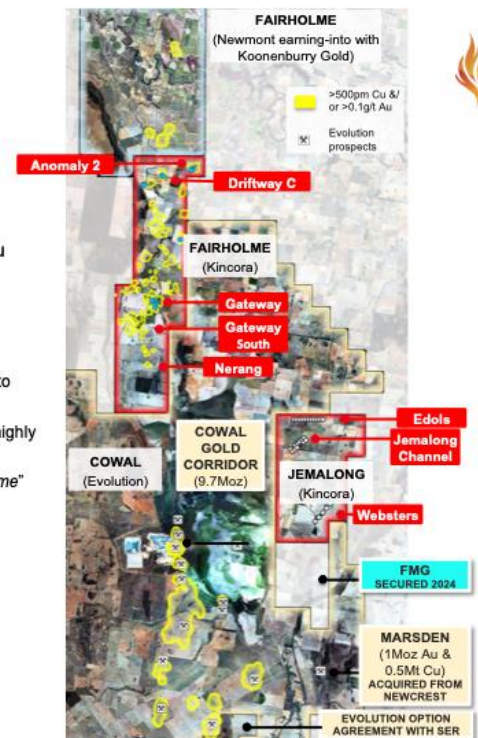 FAIRHOLME
(Newmont earning-into with
Koonenburry Gold)
>500pm Cu &/
or >0.1g/t Au
Evolution
prospects
Anomaly 2
Driftway C
u
FAIRHOLME
(Kincora)
Gateway
Gateway
South
Nerang
to
ighly
me"
Edols
Jemalong
Channel
COWAL
GOLD
CORRIDOR
(9.7Moz)
COWAL
(Evolution)
JEMALONG
(Kincora)
Websters
FMG
SECURED 2024
MARSDEN
(1Moz Au &
0.5Mt Cu)
ACQUIRED FROM
NEWCREST
EVOLUTION OPTION
AGREEMENT WITH SER